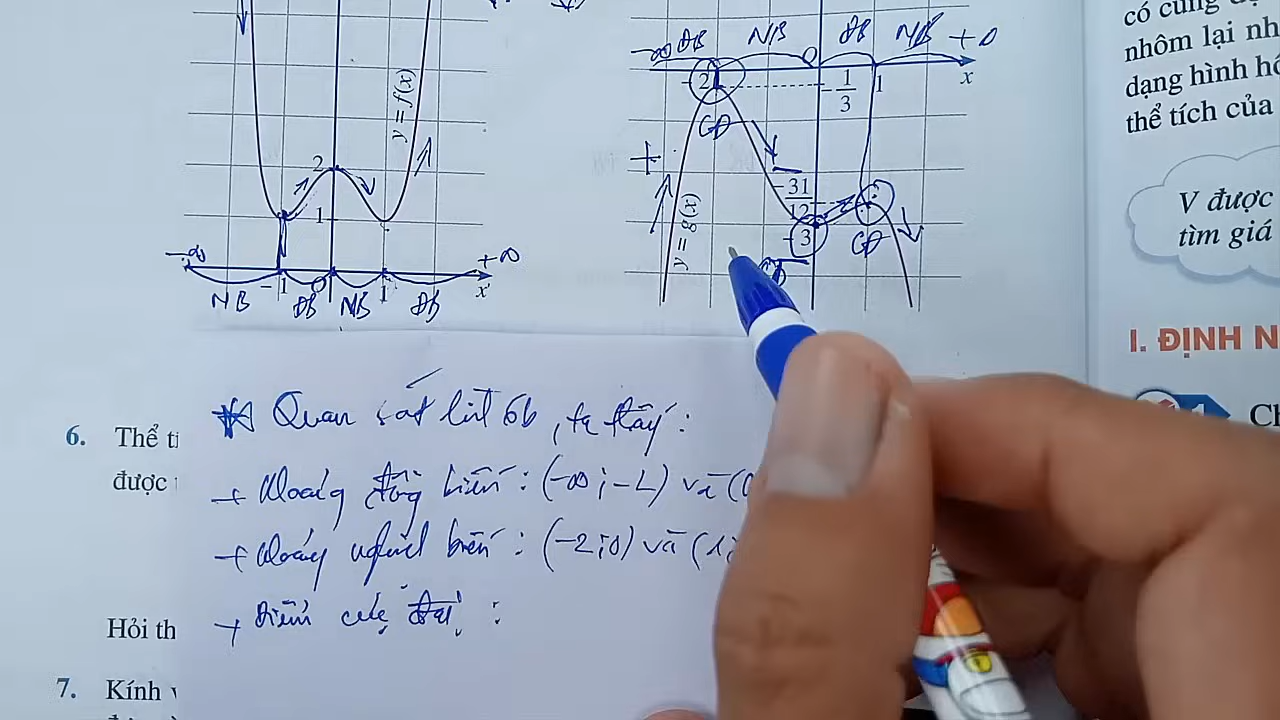 y = f(x)
2
1
-∞
+∞
-1
O
1
x
NB
ĐB
NB
ĐB
-∞
ĐB
NB
ĐB
NB
O
x
-2
-1/3
1
CĐ
+
-
-31/12
-3
CĐ
y = g(x)
6. Thể
được
Quan sát 6b, ta thấy:
+ Khoảng đồng biến: (-∞; -2) và (0
+ Khoảng nghịch biến: (-2; 0) và (1;
+ Điểm cực đại:
Hỏi th
7. Kính
có cùng
nhôm lại nh
dạng hình h
thể tích của
V được
tìm giá
I. ĐỊNH N